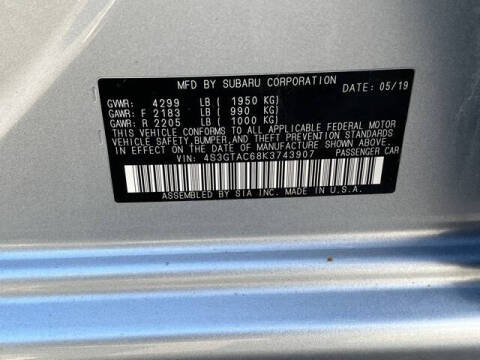 MFD BY SUBARU CORPORATION DATE: 05/19
GVWR: 4299 LB ( 1950 KG)
GAWR: F 2183 LB ( 990 KG)
GAWR: R 2205 LB ( 1000 KG)
THIS VEHICLE CONFORMS TO ALL APPLICABLE FEDERAL MOTOR
VEHICLE SAFETY,BUMPER,AND THEFT PREVENTION STANDARDS
IN EFFECT ON THE DATE OF MANUFACTURE SHOWN ABOVE.
VIN: 4S3GTAC68K3743907 PASSENGER CAR
ASSEMBLED BY SIA INC. MADE IN U.S.A.